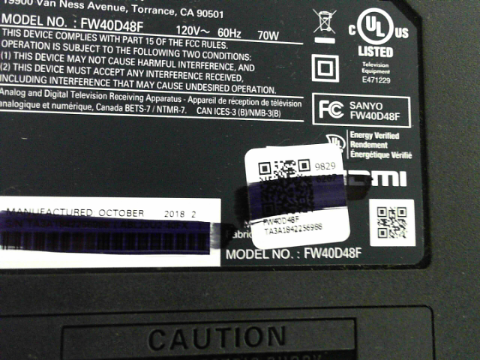 19900 Van Ness Avenue, Torrance, CA 90501
MODEL NO. : FW40D48F 120V~ 60Hz 70W
THIS DEVICE COMPLIES WITH PART 15 OF THE FCC RULES.
OPERATION IS SUBJECT TO THE FOLLOWING TWO CONDITIONS:
(1) THIS DEVICE MAY NOT CAUSE HARMFUL INTERFERENCE, AND
(2) THIS DEVICE MUST ACCEPT ANY INTERFERENCE RECEIVED,
INCLUDING INTERFERENCE THAT MAY CAUSE UNDESIRED OPERATION.
Analog and Digital Television Receiving Apparatus - Appareil de réception de télévision
analogique et numérique, Canada BETS-7 / NTMR-7. CAN ICES-3 (B)/NMB-3(B)
C UL US
LISTED
Television
Equipment
E471229
FC SANYO
FW40D48F
UL Energy Verified
Rendement
Énergétique Vérifié
9829
MANUFACTURED OCTOBER 2018 2
FW40D48F
MODEL NO. : FW40D48F
CAUTION